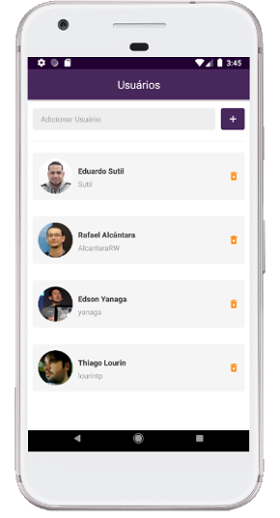 3:45
Usuários
Adicionar Usuário
+
Eduardo Sutil
Sutil
Rafael Alcântara
AlcantaraRW
Edson Yanaga
yanaga
Thiago Lourin
lourintp